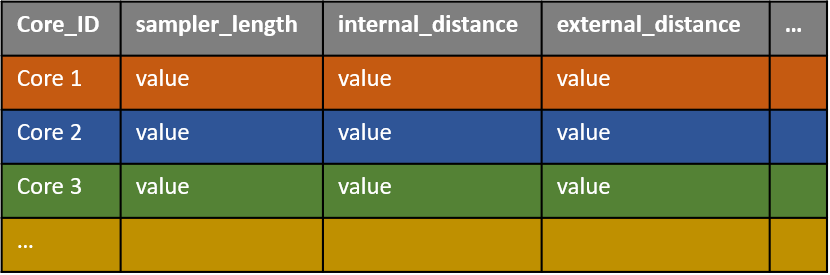 Core_ID sampler_length internal_distance external_distance ...
Core 1 value value value
Core 2 value value value
Core 3 value value value
...